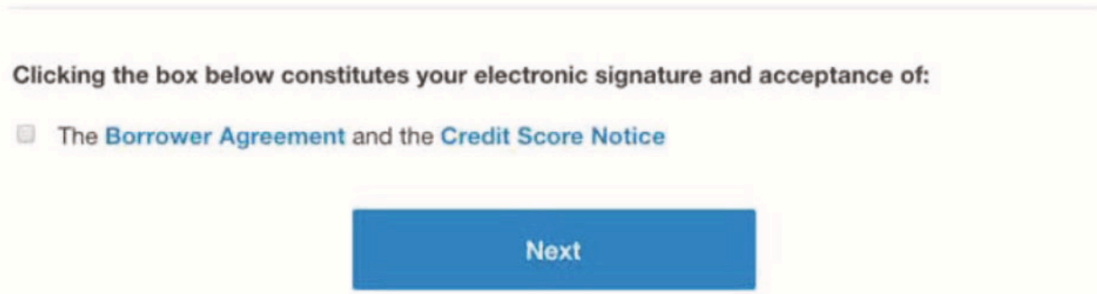 Clicking the box below constitutes your electronic signature and acceptance of:
The Borrower Agreement and the Credit Score Notice
Next